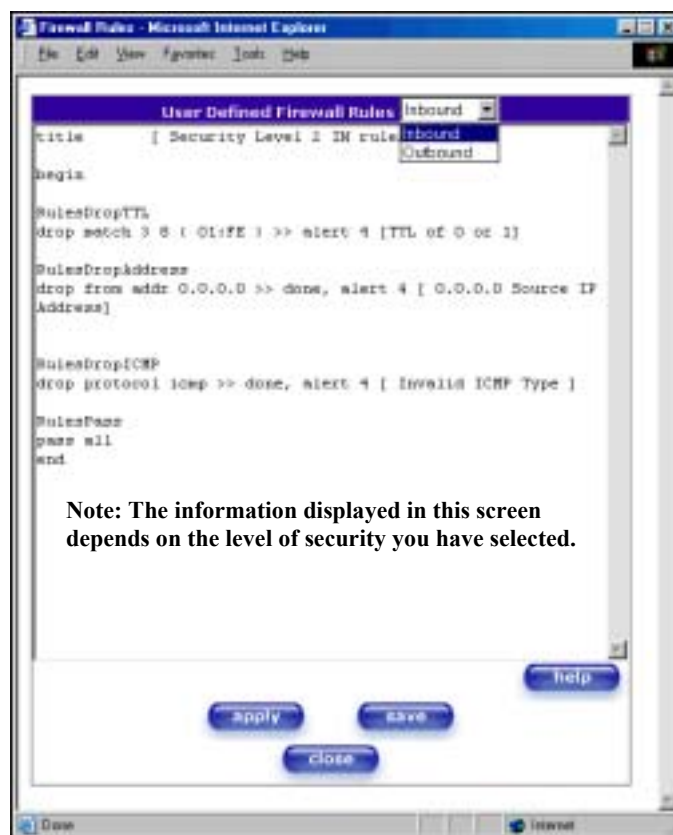 Firewall Rules - Microsoft Internet Explorer
File Edit View Favorites Tools Help
User Defined Firewall Rules Inbound
title [ Security Level 1 IN rule
Inbound
Outbound
begin
RulesDropTTL
drop match 3 8 ( 01:FE ) >> alert 4 [TTL of 0 or 1]
RulesDropAddress
drop from addr 0.0.0.0 >> done, alert 4 [ 0.0.0.0 Source IP
Address]
RulesDropICMP
drop protocol icmp >> done, alert 4 [ Invalid ICMP Type ]
RulesPass
pass all
end
Note: The information displayed in this screen
depends on the level of security you have selected.
help
apply save
close
Done Internet